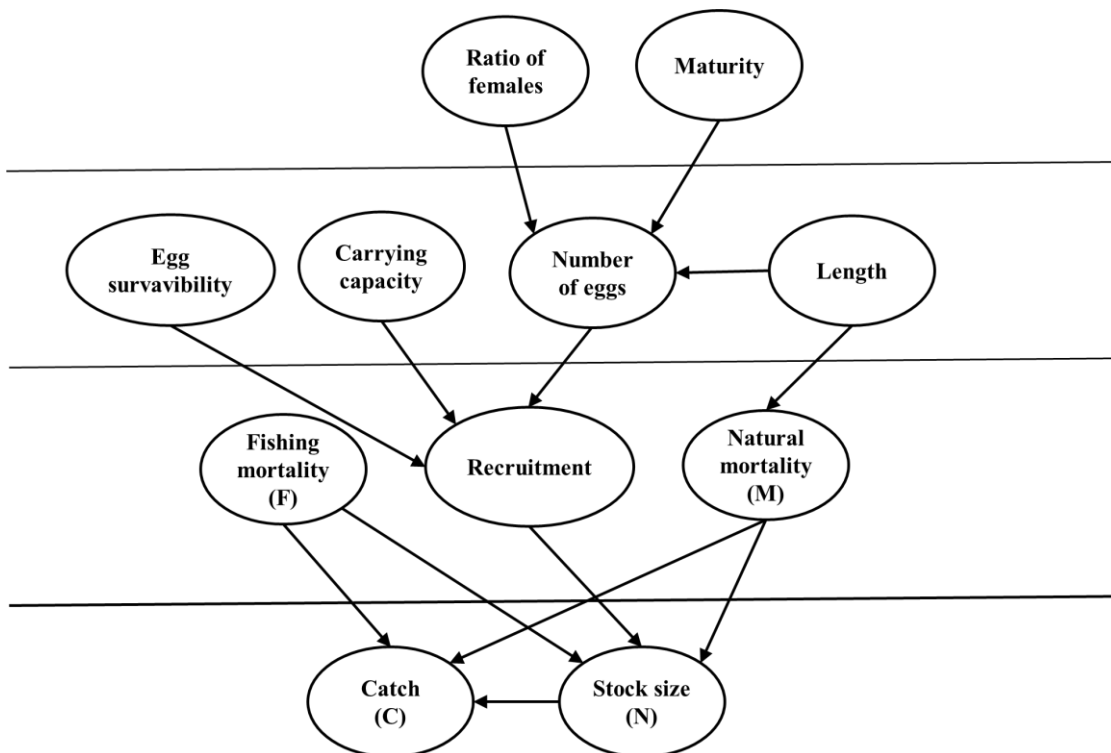 Ratio of
females
Maturity
Egg
survavibility
Carrying
capacity
Number
of eggs
Length
Fishing
mortality
(F)
Recruitment
Natural
mortality
(M)
Catch
(C)
Stock size
(N)